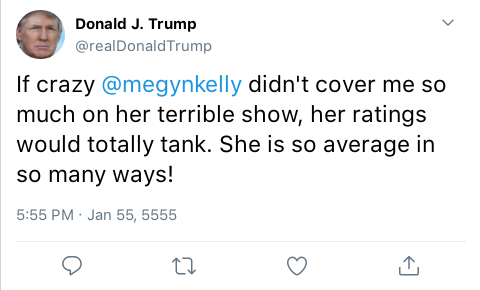 Donald J. Trump
@realDonaldTrump
If crazy @megynkelly didn't cover me so
much on her terrible show, her ratings
would totally tank. She is so average in
so many ways!
5:55 PM · Jan 55, 5555